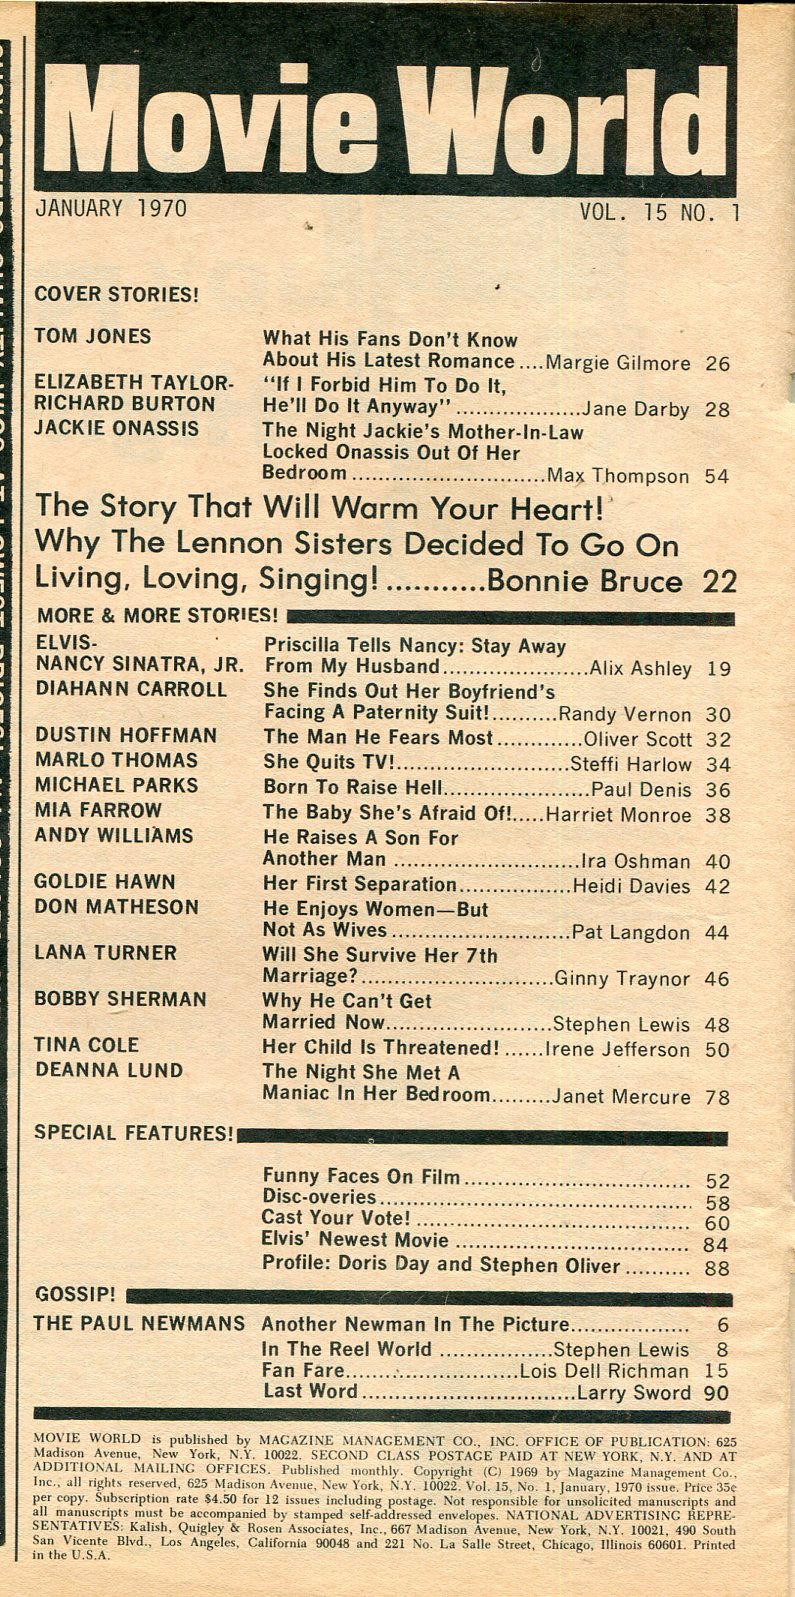 Movie World
JANUARY 1970 VOL. 15 NO. 1
COVER STORIES!
TOM JONES What His Fans Don't Know
About His Latest Romance....Margie Gilmore 26
ELIZABETH TAYLOR- "If I Forbid Him To Do It,
RICHARD BURTON He'll Do It Anyway"...................Jane Darby 28
JACKIE ONASSIS The Night Jackie's Mother-In-Law
Locked Onassis Out Of Her
Bedroom.............................Max Thompson 54
The Story That Will Warm Your Heart!
Why The Lennon Sisters Decided To Go On
Living, Loving, Singing!...........Bonnie Bruce 22
MORE & MORE STORIES!
ELVIS- Priscilla Tells Nancy: Stay Away
NANCY SINATRA, JR. From My Husband......................Alix Ashley 19
DIAHANN CARROLL She Finds Out Her Boyfriend's
Facing A Paternity Suit!..........Randy Vernon 30
DUSTIN HOFFMAN The Man He Fears Most.............Oliver Scott 32
MARLO THOMAS She Quits TV!..........................Steffi Harlow 34
MICHAEL PARKS Born To Raise Hell......................Paul Denis 36
MIA FARROW The Baby She's Afraid Of!.....Harriet Monroe 38
ANDY WILLIAMS He Raises A Son For
Another Man............................Ira Oshman 40
GOLDIE HAWN Her First Separation.................Heidi Davies 42
DON MATHESON He Enjoys Women—But
Not As Wives...........................Pat Langdon 44
LANA TURNER Will She Survive Her 7th
Marriage?.............................Ginny Traynor 46
BOBBY SHERMAN Why He Can't Get
Married Now.........................Stephen Lewis 48
TINA COLE Her Child Is Threatened!......Irene Jefferson 50
DEANNA LUND The Night She Met A
Maniac In Her Bedroom.........Janet Mercure 78
SPECIAL FEATURES!
Funny Faces On Film.................................. 52
Disc-overies............................................... 58
Cast Your Vote!......................................... 60
Elvis' Newest Movie................................... 84
Profile: Doris Day and Stephen Oliver.......... 88
GOSSIP!
THE PAUL NEWMANS Another Newman In The Picture.................. 6
In The Reel World.................Stephen Lewis 8
Fan Fare..........................Lois Dell Richman 15
Last Word................................Larry Sword 90
MOVIE WORLD is published by MAGAZINE MANAGEMENT CO., INC. OFFICE OF PUBLICATION: 625
Madison Avenue, New York, N.Y. 10022. SECOND CLASS POSTAGE PAID AT NEW YORK, N.Y. AND AT
ADDITIONAL MAILING OFFICES. Published monthly. Copyright (C) 1969 by Magazine Management Co.,
Inc., all rights reserved, 625 Madison Avenue, New York, N.Y. 10022. Vol. 15, No. 1, January, 1970 issue. Price 35¢
per copy. Subscription rate $4.50 for 12 issues including postage. Not responsible for unsolicited manuscripts and
all manuscripts must be accompanied by stamped self-addressed envelopes. NATIONAL ADVERTISING REPRE-
SENTATIVES: Kalish, Quigley & Rosen Associates, Inc., 667 Madison Avenue, New York, N.Y. 10021, 490 South
San Vicente Blvd., Los Angeles, California 90048 and 221 No. La Salle Street, Chicago, Illinois 60601. Printed
in the U.S.A.